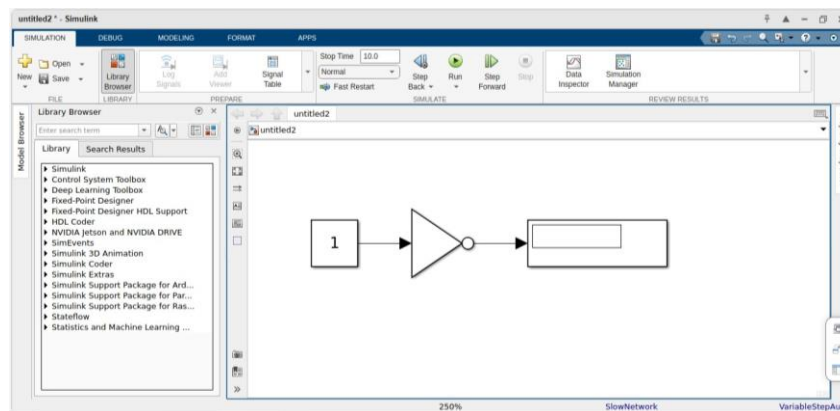 untitled2 * - Simulink
SIMULATION DEBUG MODELING FORMAT APPS
New
Open
Save
FILE
Library Browser
LIBRARY
Log Signals
Add Viewer
Signal Table
PREPARE
Stop Time 10.0
Normal
Fast Restart
Step Back
Run
Step Forward
Stop
SIMULATE
Data Inspector
Simulation Manager
REVIEW RESULTS
Model Browser
Library Browser
Enter search term
Library Search Results
Simulink
Control System Toolbox
Deep Learning Toolbox
Fixed-Point Designer
Fixed-Point Designer HDL Support
HDL Coder
NVIDIA Jetson and NVIDIA DRIVE
SimEvents
Simulink 3D Animation
Simulink Coder
Simulink Extras
Simulink Support Package for Ard...
Simulink Support Package for Par...
Simulink Support Package for Ras...
Stateflow
Statistics and Machine Learning ...
untitled2
untitled2
1
250% SlowNetwork VariableStepAu